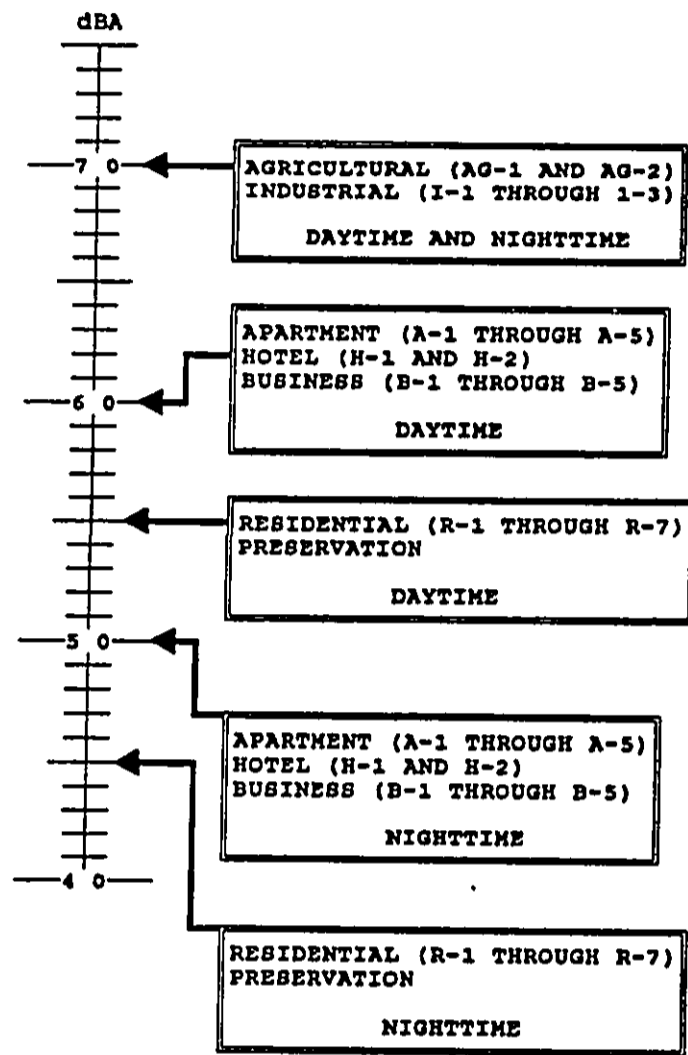 dBA
70
AGRICULTURAL (AG-1 AND AG-2)
INDUSTRIAL (I-1 THROUGH 1-3)
DAYTIME AND NIGHTTIME
APARTMENT (A-1 THROUGH A-5)
HOTEL (H-1 AND H-2)
BUSINESS (B-1 THROUGH B-5)
DAYTIME
60
RESIDENTIAL (R-1 THROUGH R-7)
PRESERVATION
DAYTIME
50
APARTMENT (A-1 THROUGH A-5)
HOTEL (H-1 AND H-2)
BUSINESS (B-1 THROUGH B-5)
NIGHTTIME
40
RESIDENTIAL (R-1 THROUGH R-7)
PRESERVATION
NIGHTTIME